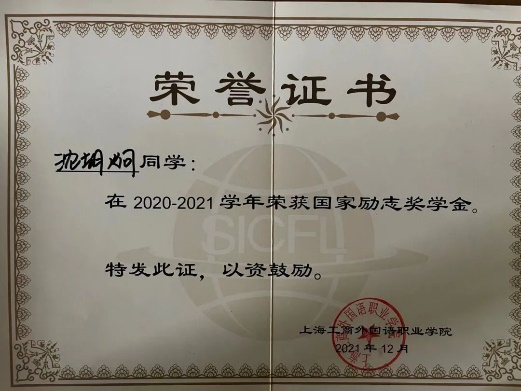 荣誉证书
同学：
在 2020-2021 学年荣获国家励志奖学金。
SICFL
特发此证，以资鼓励。
上海工商外国语职业学院
2021 年 12 月